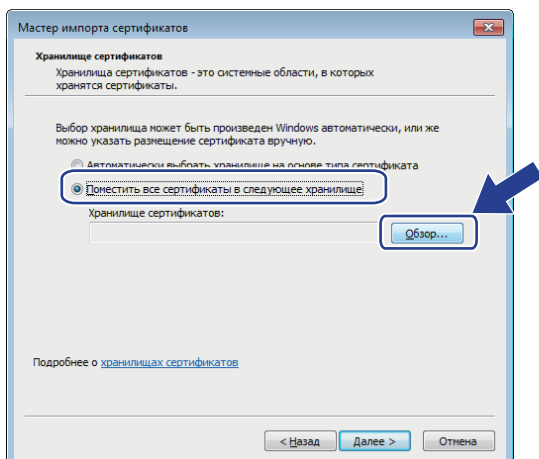 Мастер импорта сертификатов
Хранилище сертификатов
Хранилища сертификатов - это системные области, в которых
хранятся сертификаты.
Выбор хранилища может быть произведен Windows автоматически, или же
можно указать размещение сертификата вручную.
Автоматически выбрать хранилище на основе типа сертификата
Поместить все сертификаты в следующее хранилище
Хранилище сертификатов:
Обзор...
Подробнее о хранилищах сертификатов
< Назад Далее > Отмена